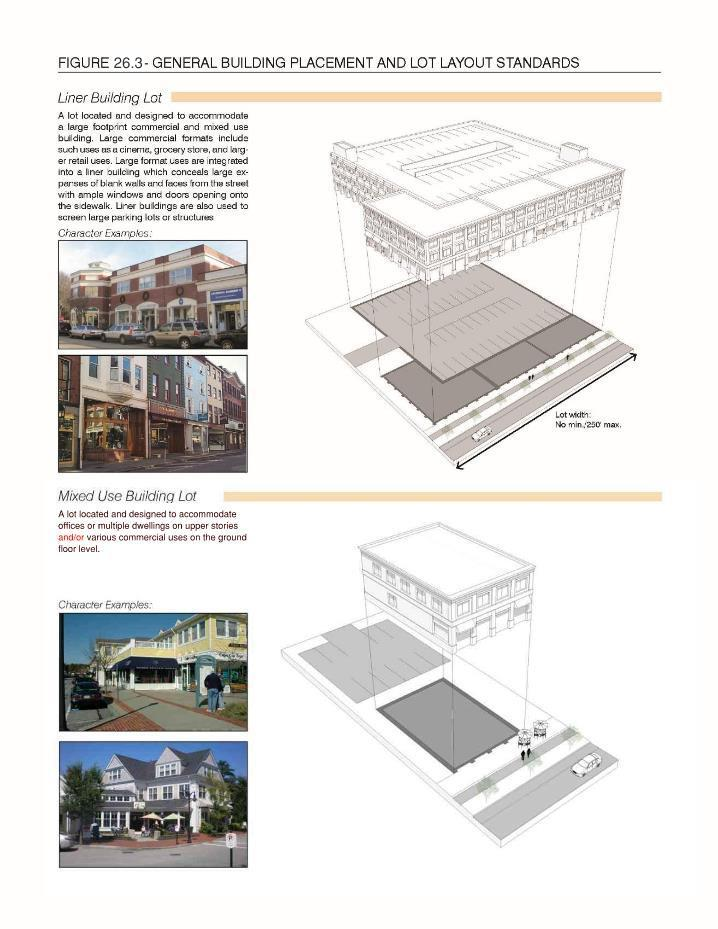 FIGURE 26.3- GENERAL BUILDING PLACEMENT AND LOT LAYOUT STANDARDS
Liner Building Lot
A lot located and designed to accommodate
a large footprint commercial and mixed use
building. Large commercial formats include
such uses as a cinema, grocery store, and larg-
er retail uses. Large format uses are integrated
into a liner building which conceals large ex-
panses of blank walls and faces from the street
with ample windows and doors opening onto
the sidewalk. Liner buildings are also used to
screen large parking lots or structures
Character Examples:
Lot width:
No min./250' max.
Mixed Use Building Lot
A lot located and designed to accommodate
offices or multiple dwellings on upper stories
and/or various commercial uses on the ground
floor level.
Character Examples: